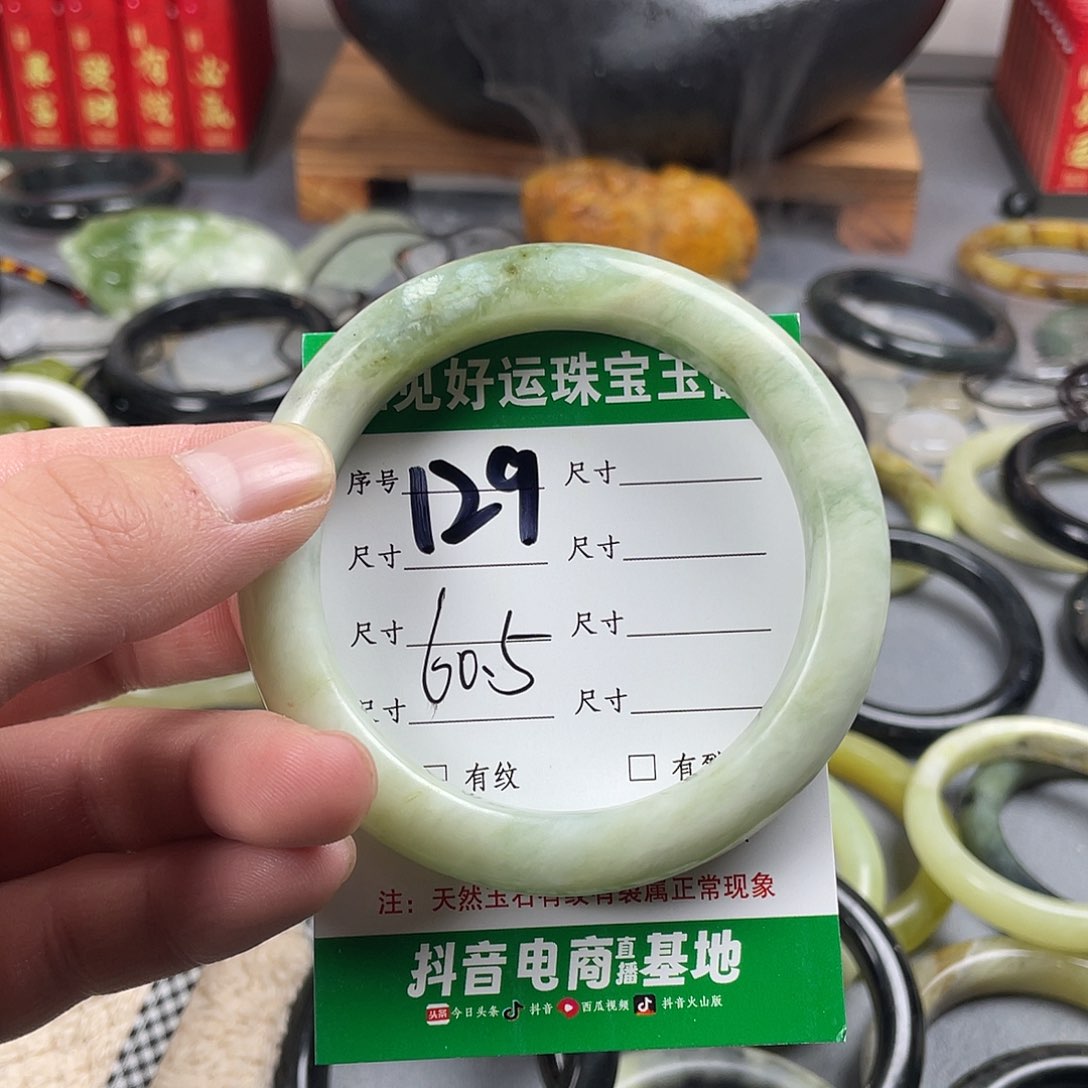 见好运珠宝玉
序号 129 尺寸
尺寸 尺寸
尺寸 60.5 尺寸
尺寸 尺寸
□ 有纹 □ 有
注：天然玉石有纹有裂属正常现象
抖音电商直播基地
头条 今日头条 抖音 西瓜视频 抖音火山版